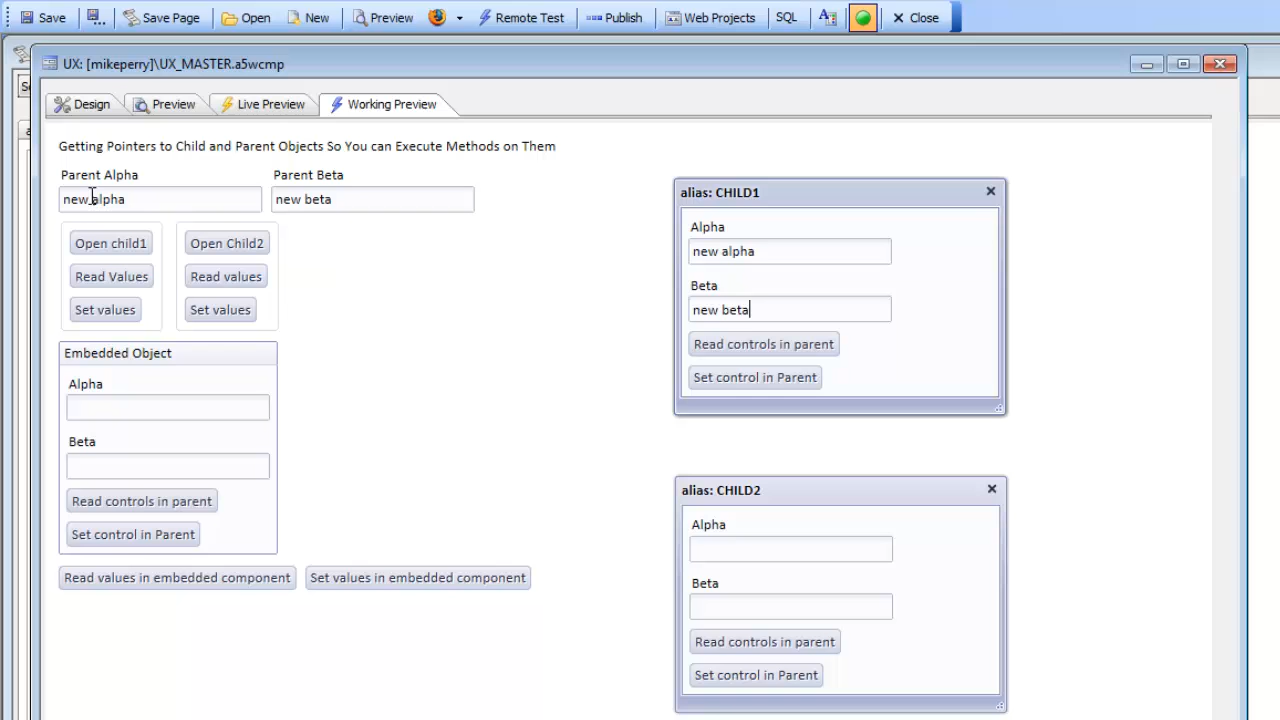 Save Save Page Open New Preview Remote Test Publish Web Projects SQL Close
UX: [mikeperry]\UX_MASTER.a5wcmp
Design Preview Live Preview Working Preview
Getting Pointers to Child and Parent Objects So You can Execute Methods on Them
Parent Alpha Parent Beta
new alpha new beta
Open child1 Open Child2
Read Values Read values
Set values Set values
Embedded Object
Alpha
Beta
Read controls in parent
Set control in Parent
Read values in embedded component Set values in embedded component
alias: CHILD1
Alpha
new alpha
Beta
new beta
Read controls in parent
Set control in Parent
alias: CHILD2
Alpha
Beta
Read controls in parent
Set control in Parent